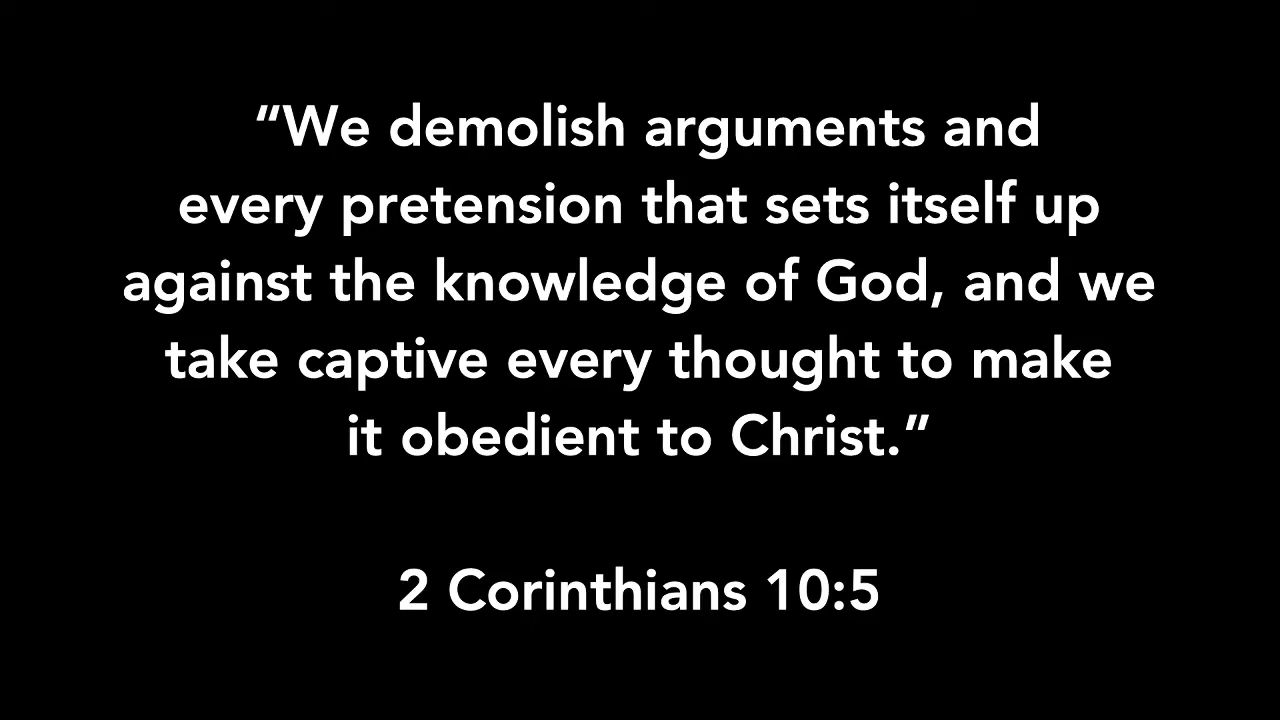 “We demolish arguments and
every pretension that sets itself up
against the knowledge of God, and we
take captive every thought to make
it obedient to Christ.”
2 Corinthians 10:5